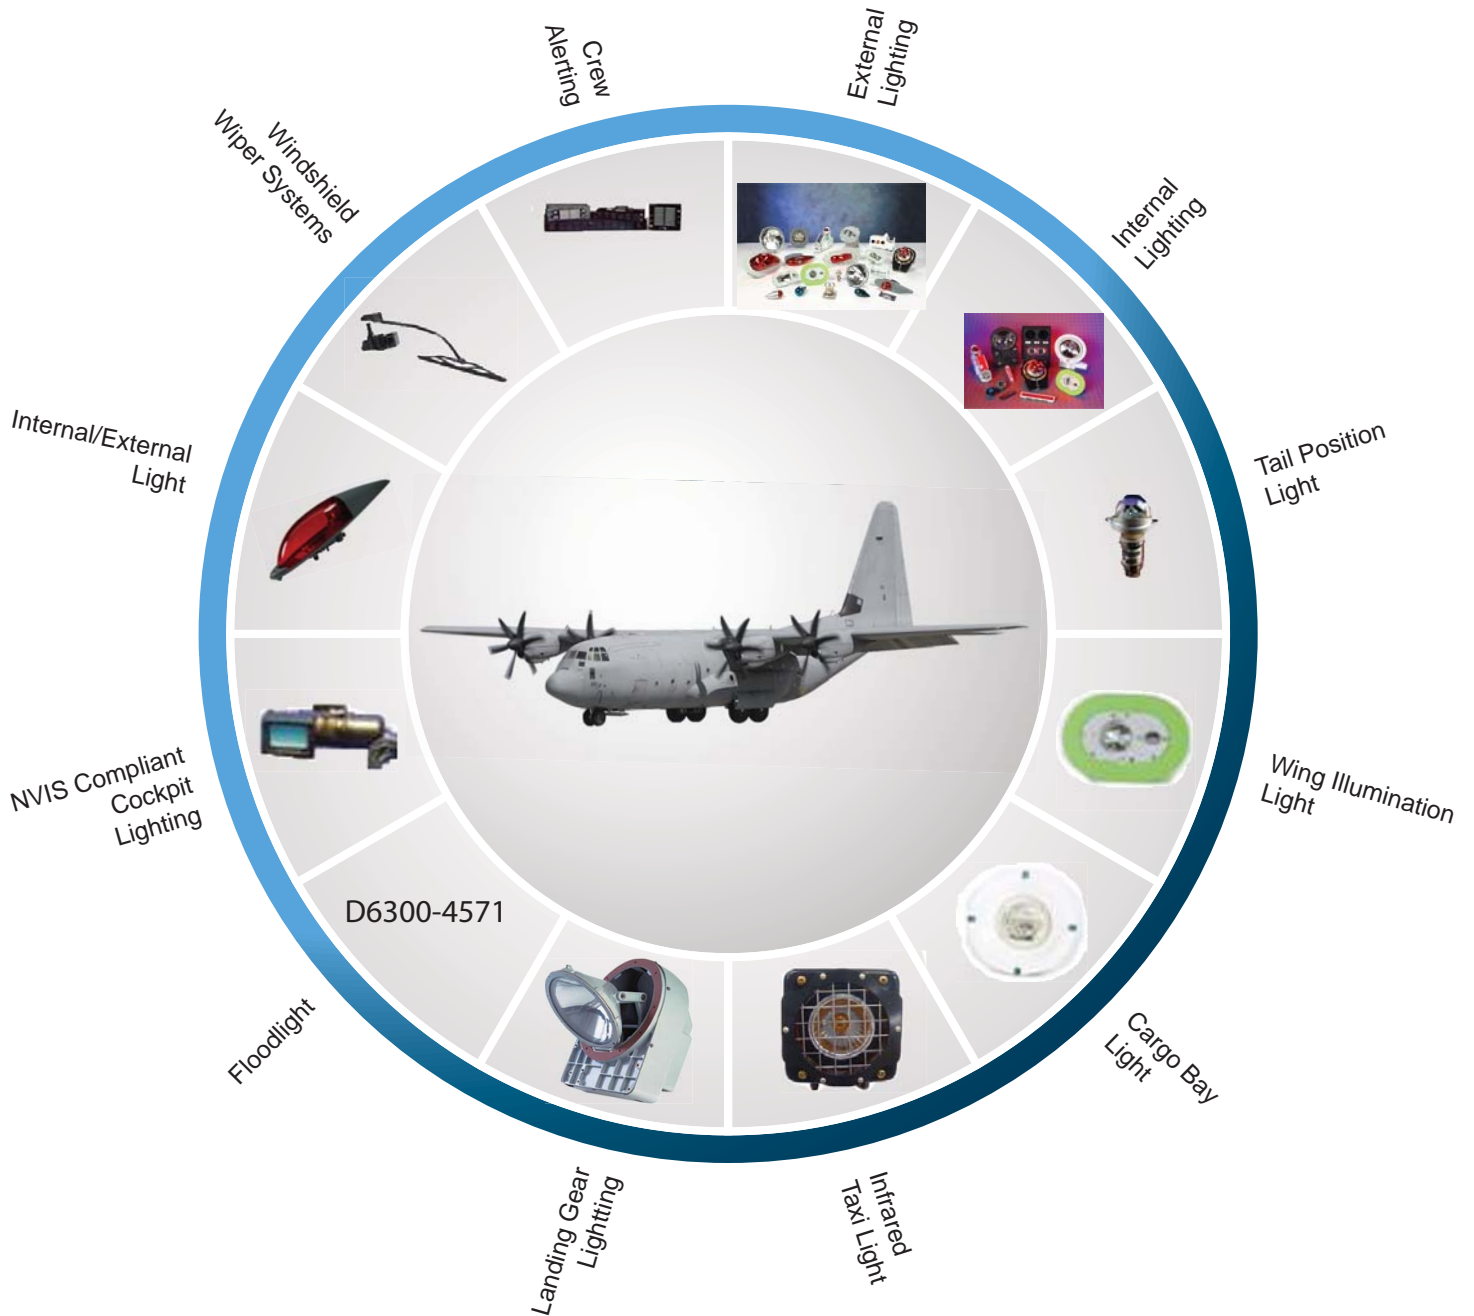 Crew
Alerting
External
Lighting
Internal
Lighting
Tail Position
Light
Wing Illumination
Light
Cargo Bay
Light
Infrared
Taxi Light
Landing Gear
Lightting
Floodlight
D6300-4571
NVIS Compliant
Cockpit
Lighting
Internal/External
Light
Windshield
Wiper Systems